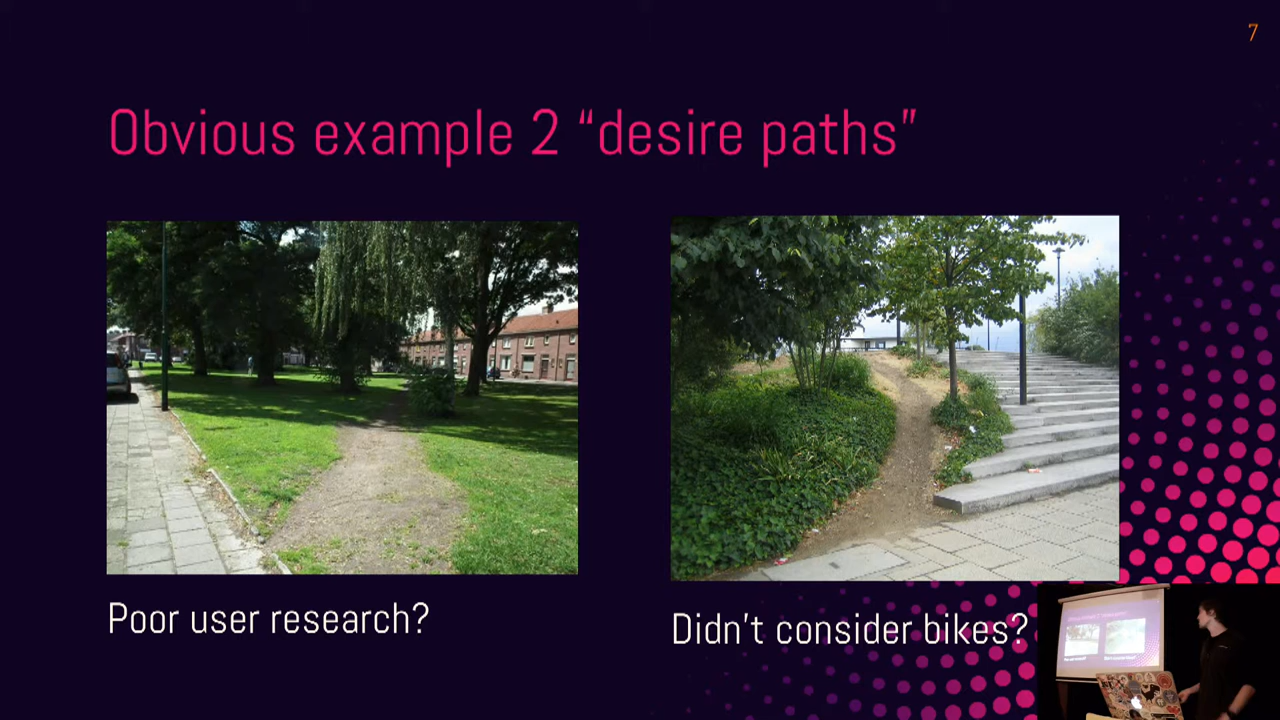 7
Obvious example 2 “desire paths”
Poor user research?
Didn't consider bikes?